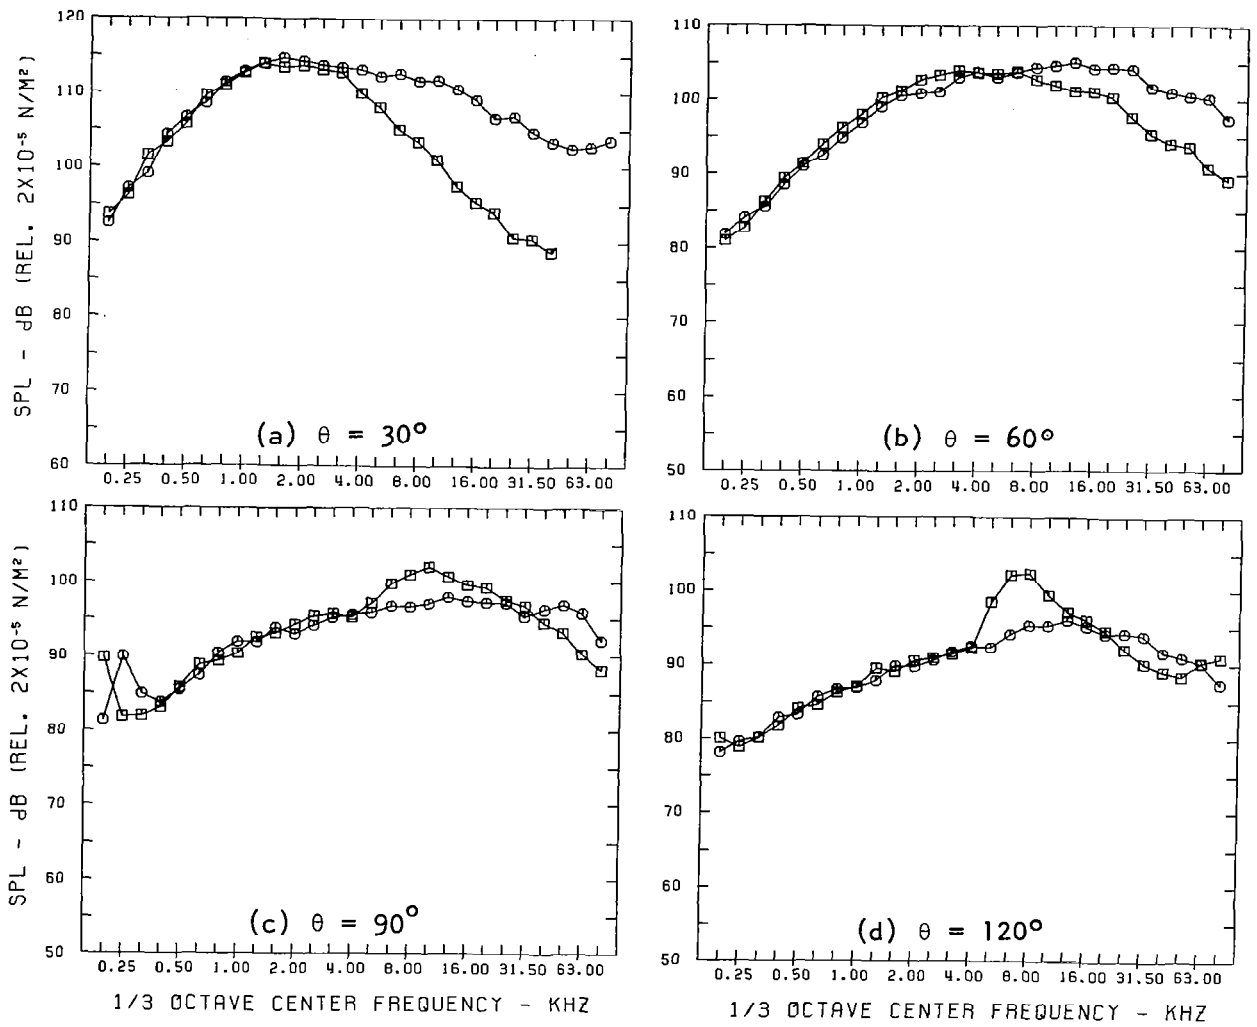 SPL - dB (REL. 2X10⁻⁵ N/M²)
120
110
100
90
80
70
60
(a) θ = 30°
0.25 0.50 1.00 2.00 4.00 8.00 16.00 31.50 63.00
110
100
90
80
70
60
50
(b) θ = 60°
0.25 0.50 1.00 2.00 4.00 8.00 16.00 31.50 63.00
SPL - dB (REL. 2X10⁻⁵ N/M²)
110
100
90
80
70
60
50
(c) θ = 90°
0.25 0.50 1.00 2.00 4.00 8.00 16.00 31.50 63.00
1/3 OCTAVE CENTER FREQUENCY - KHZ
110
100
90
80
70
60
50
(d) θ = 120°
0.25 0.50 1.00 2.00 4.00 8.00 16.00 31.50 63.00
1/3 OCTAVE CENTER FREQUENCY - KHZ